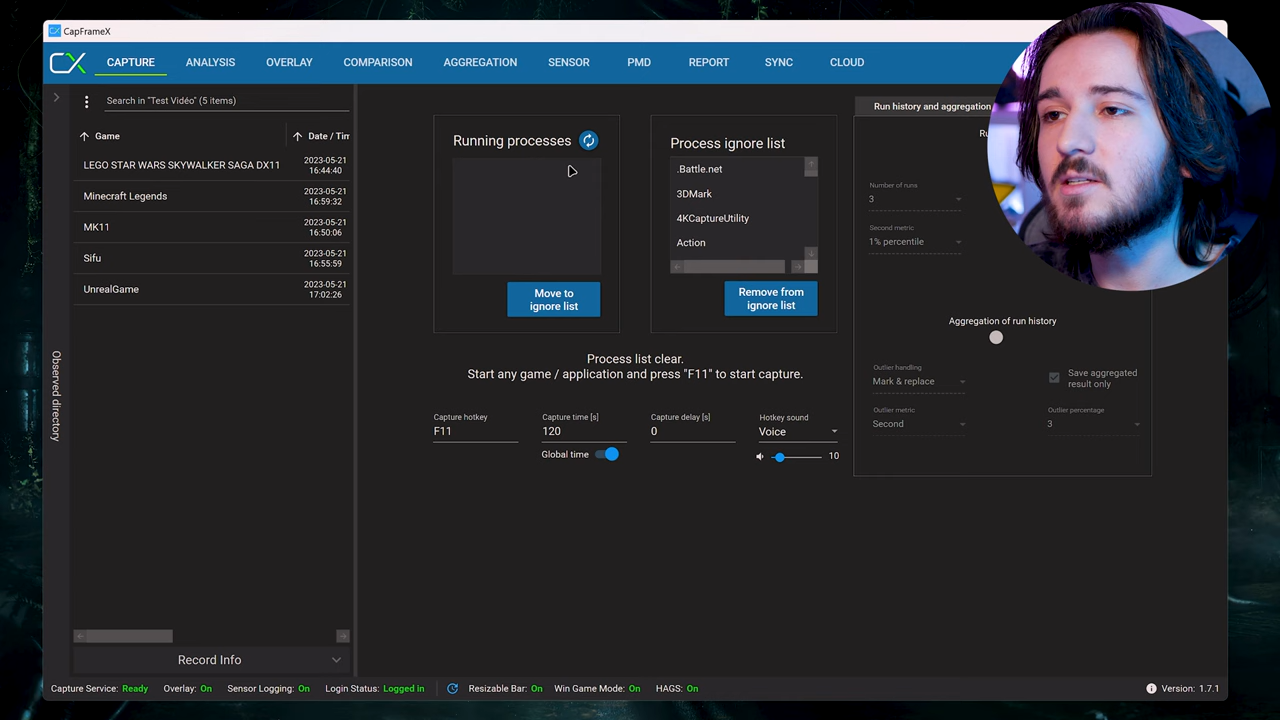 CapFrameX
CX
CAPTURE
ANALYSIS
OVERLAY
COMPARISON
AGGREGATION
SENSOR
PMD
REPORT
SYNC
CLOUD
Search in "Test Vidéo" (5 items)
Game
Date / Tim
LEGO STAR WARS SKYWALKER SAGA DX11
2023-05-21
16:44:40
Minecraft Legends
2023-05-21
16:59:32
MK11
2023-05-21
16:50:06
Sifu
2023-05-21
16:55:59
UnrealGame
2023-05-21
17:02:26
Observed directory
Record Info
Running processes
Move to
ignore list
Process ignore list
.Battle.net
3DMark
4KCaptureUtility
Action
Remove from
ignore list
Process list clear.
Start any game / application and press "F11" to start capture.
Capture hotkey
F11
Capture time [s]
120
Global time
Capture delay [s]
0
Hotkey sound
Voice
10
Run history and aggregation
Number of runs
3
Second metric
1% percentile
Aggregation of run history
Outlier handling
Mark & replace
Save aggregated
result only
Outlier metric
Second
Outlier percentage
3
Capture Service: Ready
Overlay: On
Sensor Logging: On
Login Status: Logged In
Resizable Bar: On
Win Game Mode: On
HAGS: On
Version: 1.7.1